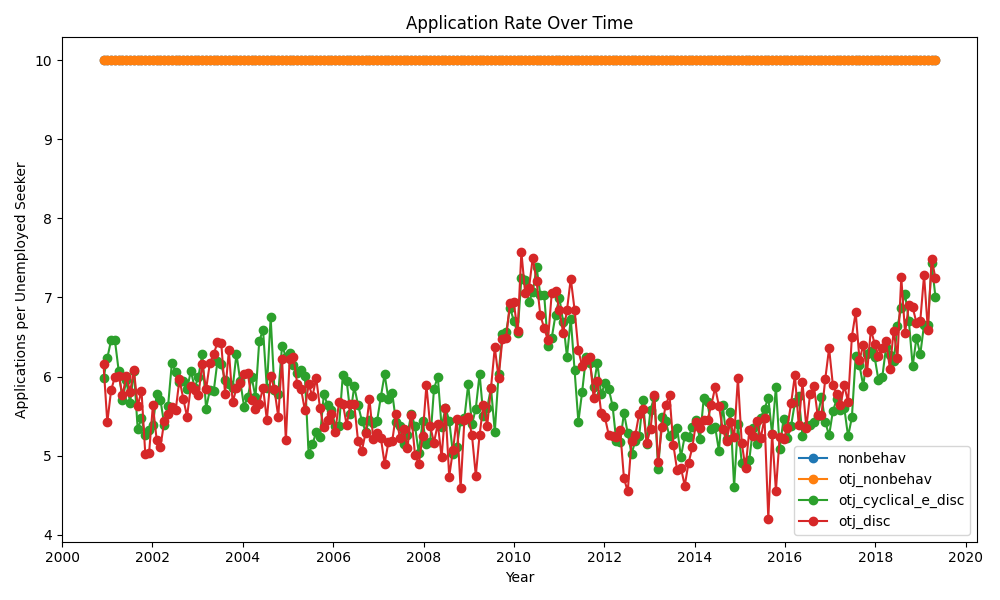 Application Rate Over Time
Applications per Unemployed Seeker
10
9
8
7
6
5
4
2000
2002
2004
2006
2008
2010
2012
2014
2016
2018
2020
Year
nonbehav
otj_nonbehav
otj_cyclical_e_disc
otj_disc